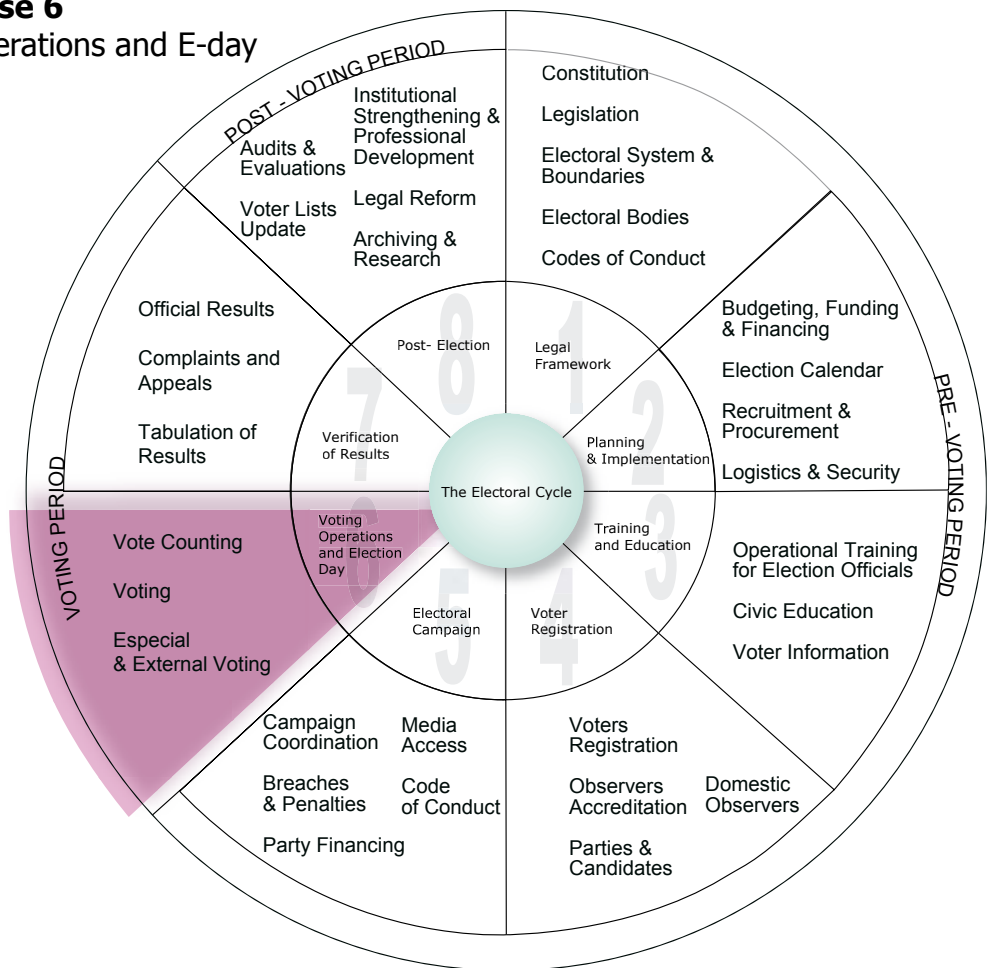 se 6
erations and E-day
POST - VOTING PERIOD
PRE - VOTING PERIOD
VOTING PERIOD
The Electoral Cycle
1
Legal
Framework
Constitution
Legislation
Electoral System &
Boundaries
Electoral Bodies
Codes of Conduct
2
Planning
& Implementation
Budgeting, Funding
& Financing
Election Calendar
Recruitment &
Procurement
Logistics & Security
3
Training
and Education
Operational Training
for Election Officials
Civic Education
Voter Information
4
Voter
Registration
Voters
Registration
Observers
Accreditation
Domestic
Observers
Parties &
Candidates
5
Electoral
Campaign
Campaign
Coordination
Media
Access
Breaches
& Penalties
Code
of Conduct
Party Financing
6
Voting
Operations
and Election
Day
Vote Counting
Voting
Especial
& External Voting
7
Verification
of Results
Official Results
Complaints and
Appeals
Tabulation of
Results
8
Post- Election
Audits &
Evaluations
Voter Lists
Update
Institutional
Strengthening &
Professional
Development
Legal Reform
Archiving &
Research